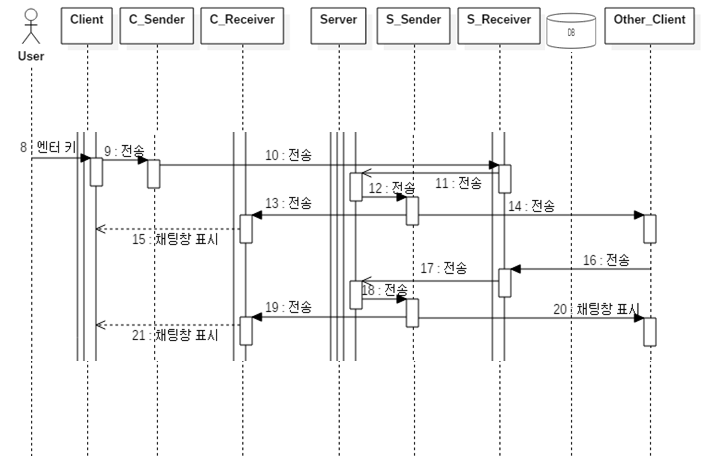 Client
C_Sender
C_Receiver
Server
S_Sender
S_Receiver
DB
Other_Client
User
8 : 엔터 키
9 : 전송
10 : 전송
11 : 전송
12 : 전송
13 : 전송
14 : 전송
15 : 채팅창 표시
16 : 전송
17 : 전송
18 : 전송
19 : 전송
20 : 채팅창 표시
21 : 채팅창 표시